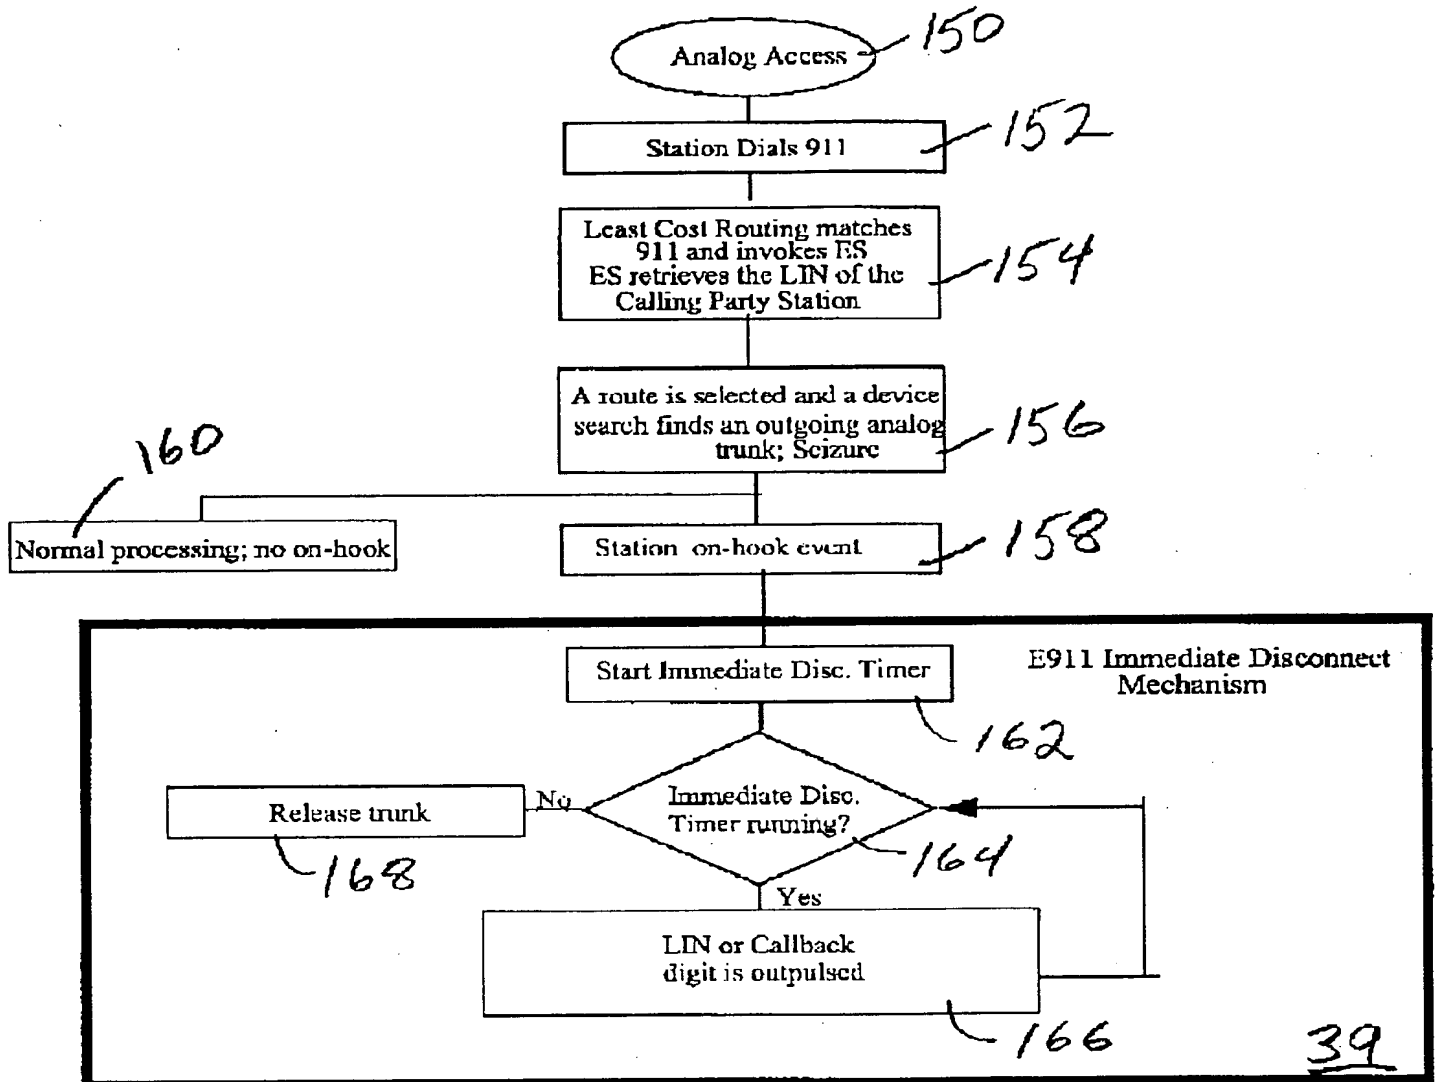 Analog Access
150
Station Dials 911
152
Least Cost Routing matches
911 and invokes ES
ES retrieves the LIN of the
Calling Party Station
154
A route is selected and a device
search finds an outgoing analog
trunk; Seizure
156
160
Normal processing; no on-hook
Station on-hook event
158
E911 Immediate Disconnect
Mechanism
Start Immediate Disc. Timer
162
Immediate Disc.
Timer running?
164
No
Release trunk
168
Yes
LIN or Callback
digit is outpulsed
166
39